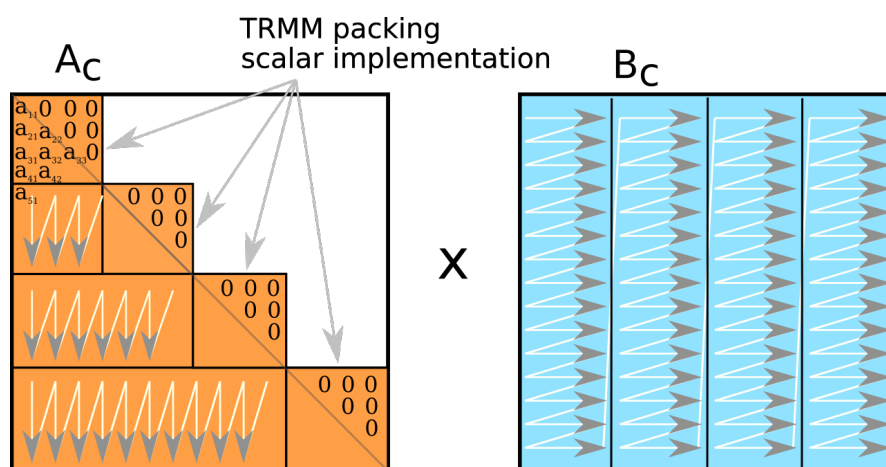 TRMM packing
scalar implementation
Ac
Bc
a11 0 0 0
a21 a22 0 0
a31 a32 a33 0
a41 a42
a51
0 0 0
0 0
0
x
0 0 0
0 0
0
0 0 0
0 0
0